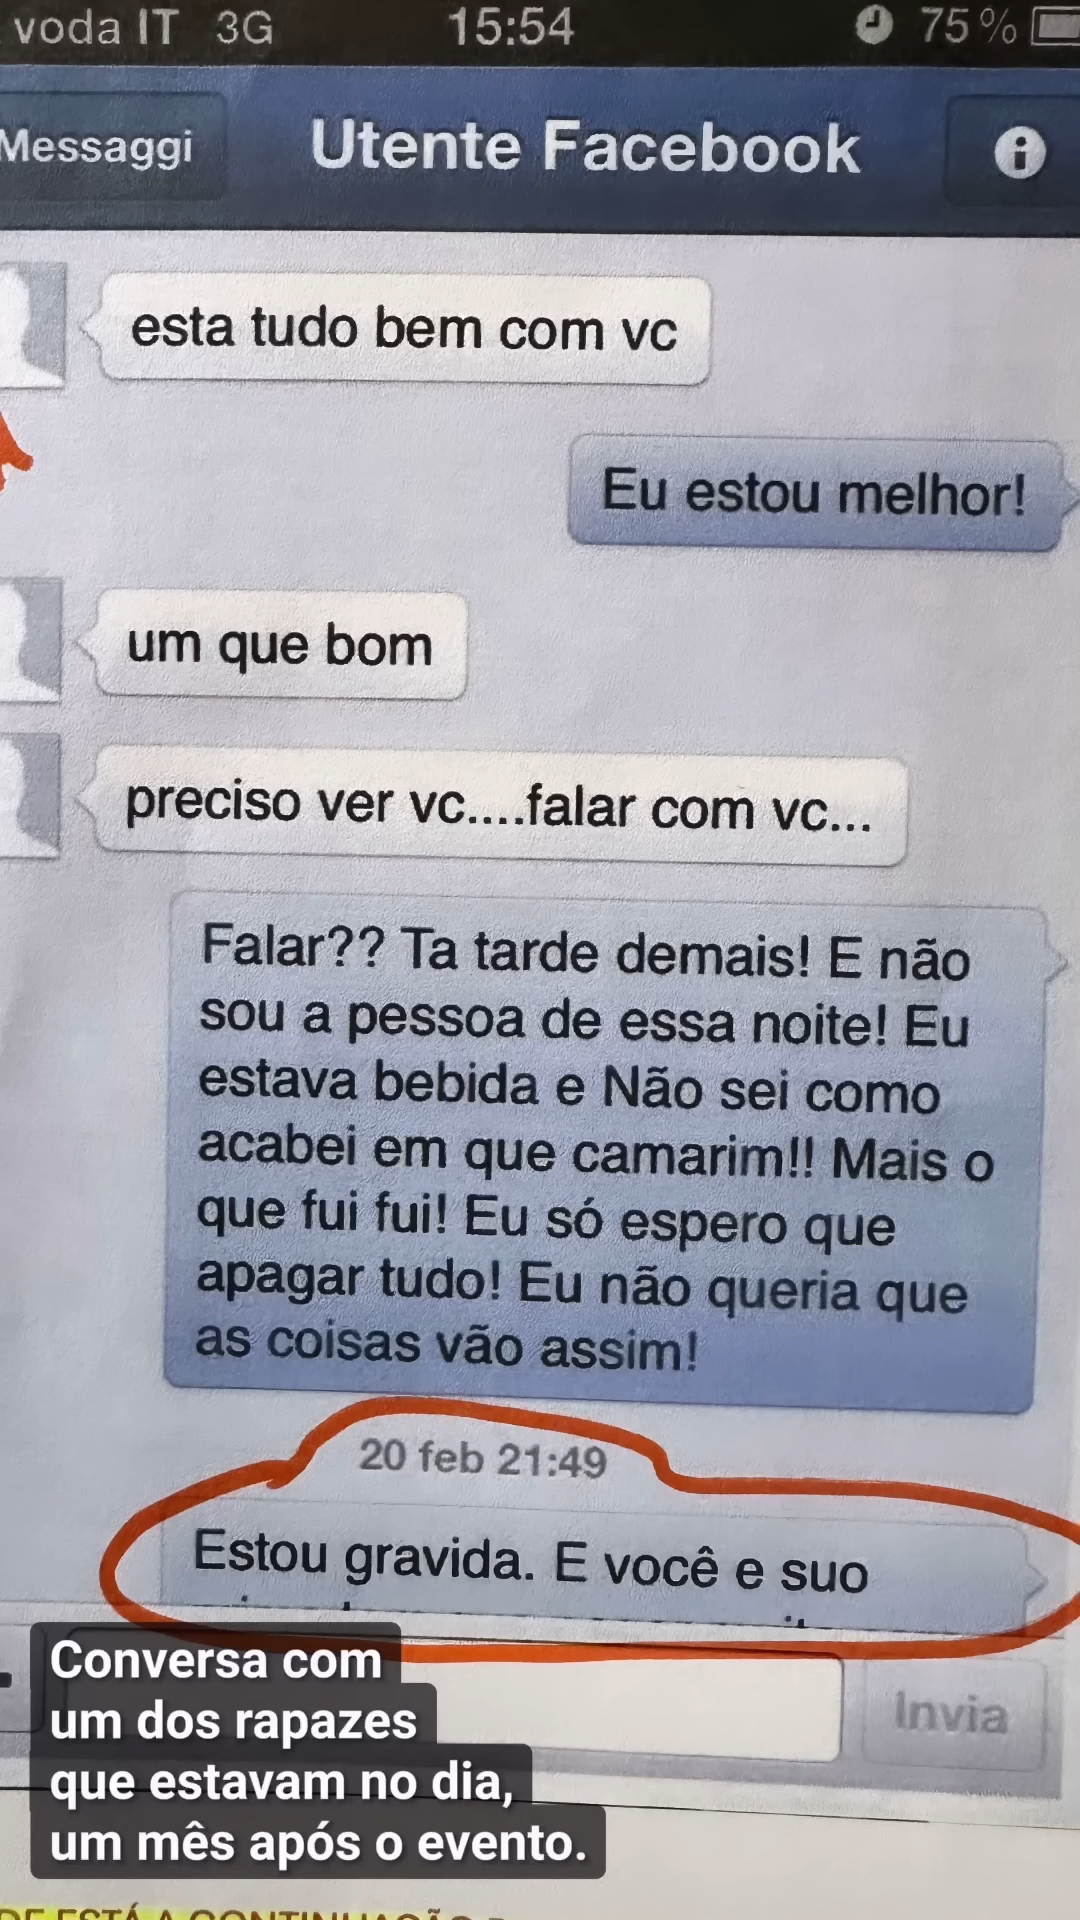 voda IT 3G 15:54 75%
Messaggi Utente Facebook
esta tudo bem com vc
Eu estou melhor!
um que bom
preciso ver vc....falar com vc...
Falar?? Ta tarde demais! E não
sou a pessoa de essa noite! Eu
estava bebida e Não sei como
acabei em que camarim!! Mais o
que fui fui! Eu só espero que
apagar tudo! Eu não queria que
as coisas vão assim!
20 feb 21:49
Estou gravida. E você e suo
Invia
Conversa com
um dos rapazes
que estavam no dia,
um mês após o evento.
ESTÁ A CONTINUAÇÃO